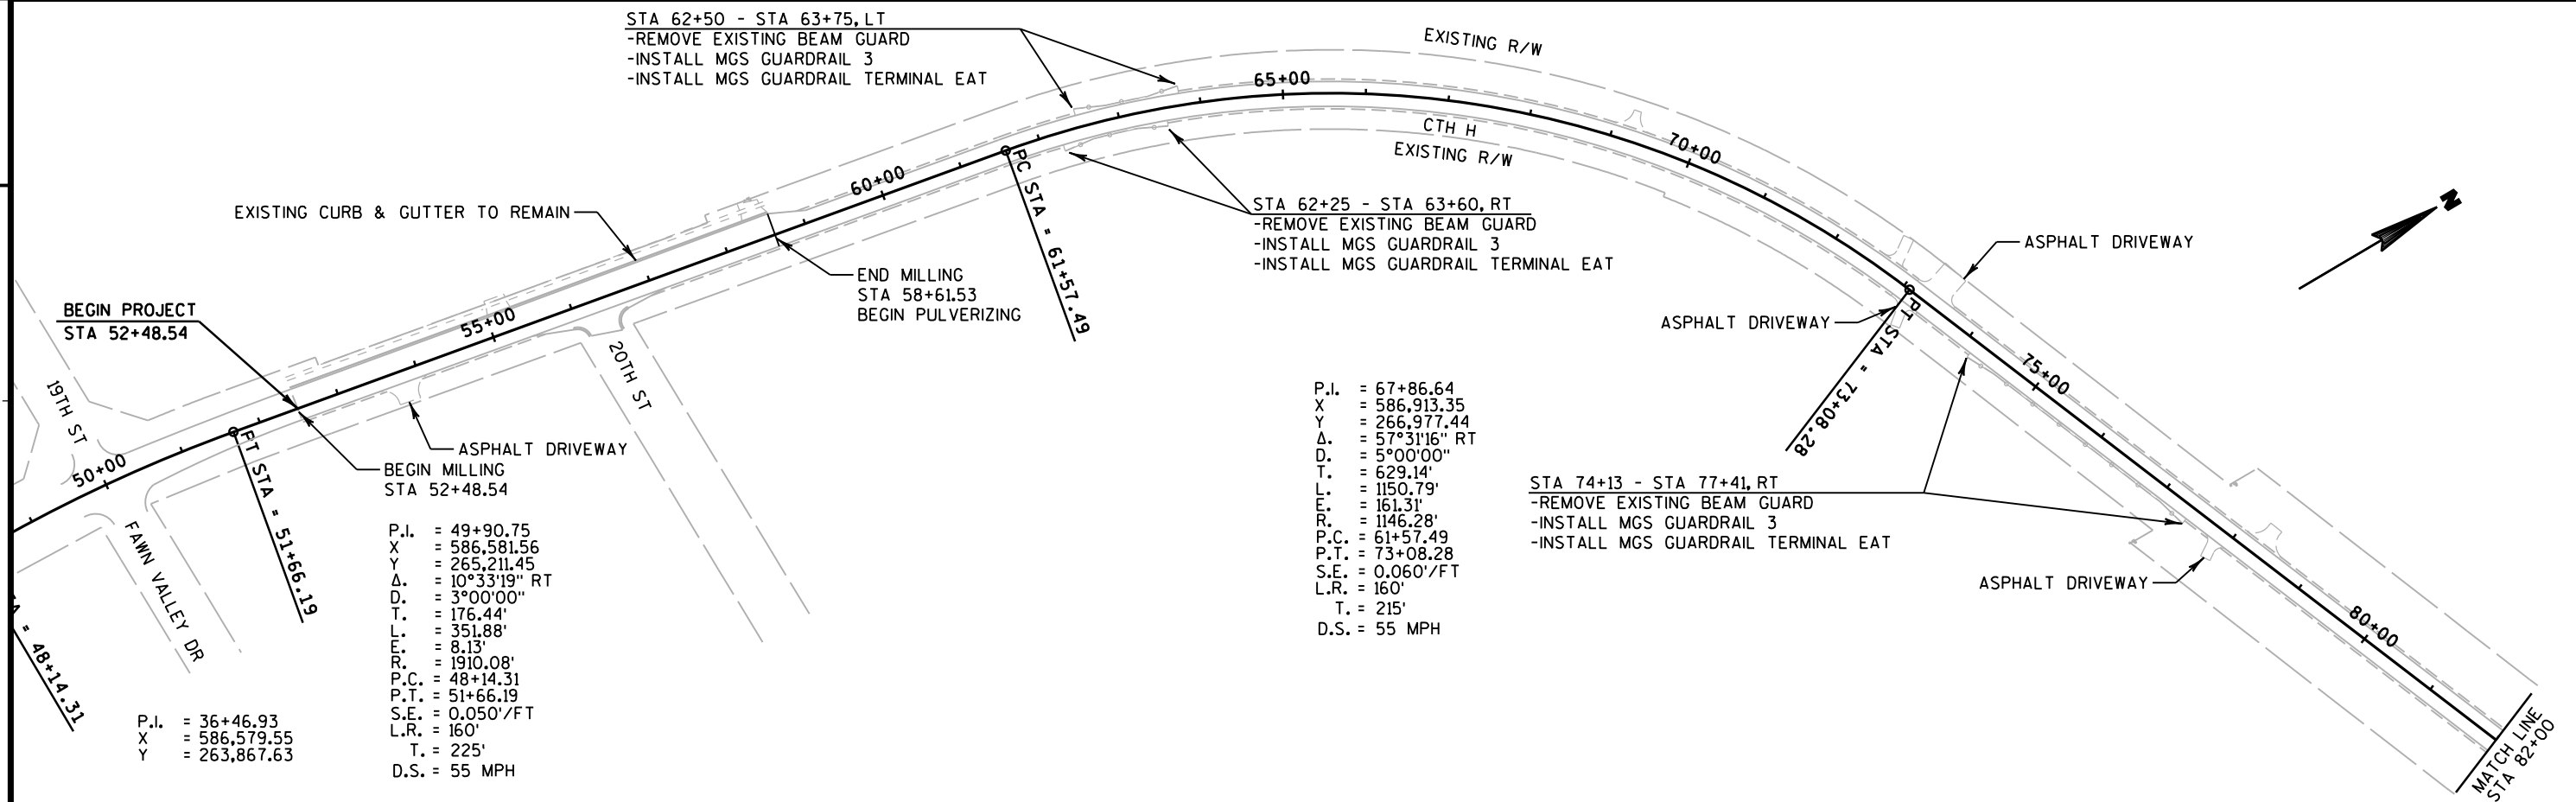 STA 62+50 - STA 63+75, LT
-REMOVE EXISTING BEAM GUARD
-INSTALL MGS GUARDRAIL 3
-INSTALL MGS GUARDRAIL TERMINAL EAT
EXISTING R/W
65+00
CTH H
EXISTING R/W
70+00
60+00
PC STA = 61+57.49
N
EXISTING CURB & GUTTER TO REMAIN
STA 62+25 - STA 63+60, RT
-REMOVE EXISTING BEAM GUARD
-INSTALL MGS GUARDRAIL 3
-INSTALL MGS GUARDRAIL TERMINAL EAT
ASPHALT DRIVEWAY
END MILLING
STA 58+61.53
BEGIN PULVERIZING
BEGIN PROJECT
STA 52+48.54
55+00
ASPHALT DRIVEWAY
PT STA = 73+08.28
20TH ST
75+00
19TH ST
ASPHALT DRIVEWAY
BEGIN MILLING
STA 52+48.54
50+00
PT STA = 51+66.19
FAWN VALLEY DR
P.I. = 67+86.64
X = 586,913.35
Y = 266,977.44
Δ. = 57°31'16" RT
D. = 5°00'00"
T. = 629.14'
L. = 1150.79'
E. = 161.31'
R. = 1146.28'
P.C. = 61+57.49
P.T. = 73+08.28
S.E. = 0.060'/FT
L.R. = 160'
T. = 215'
D.S. = 55 MPH
STA 74+13 - STA 77+41, RT
-REMOVE EXISTING BEAM GUARD
-INSTALL MGS GUARDRAIL 3
-INSTALL MGS GUARDRAIL TERMINAL EAT
ASPHALT DRIVEWAY
80+00
P.I. = 49+90.75
X = 586,581.56
Y = 265,211.45
Δ. = 10°33'19" RT
D. = 3°00'00"
T. = 176.44'
L. = 351.88'
E. = 8.13'
R. = 1910.08'
P.C. = 48+14.31
P.T. = 51+66.19
S.E. = 0.050'/FT
L.R. = 160'
T. = 225'
D.S. = 55 MPH
= 48+14.31
P.I. = 36+46.93
X = 586,579.55
Y = 263,867.63
MATCH LINE
STA 82+00